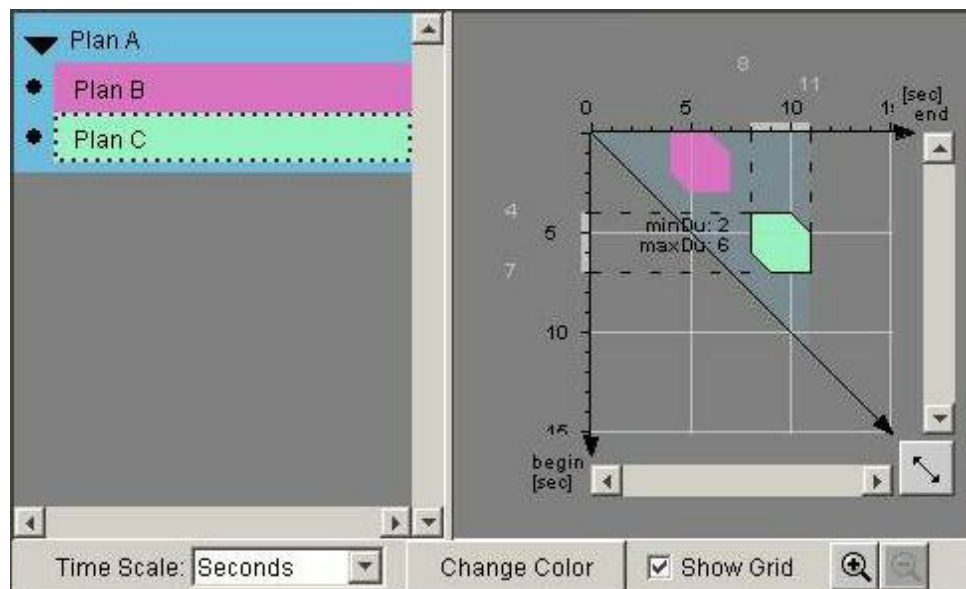 Plan A
Plan B
Plan C
8
11
0 5 10
[sec]
end
4
minDu: 2
5
maxDu: 6
7
10
15
begin
[sec]
Time Scale: Seconds
Change Color
Show Grid